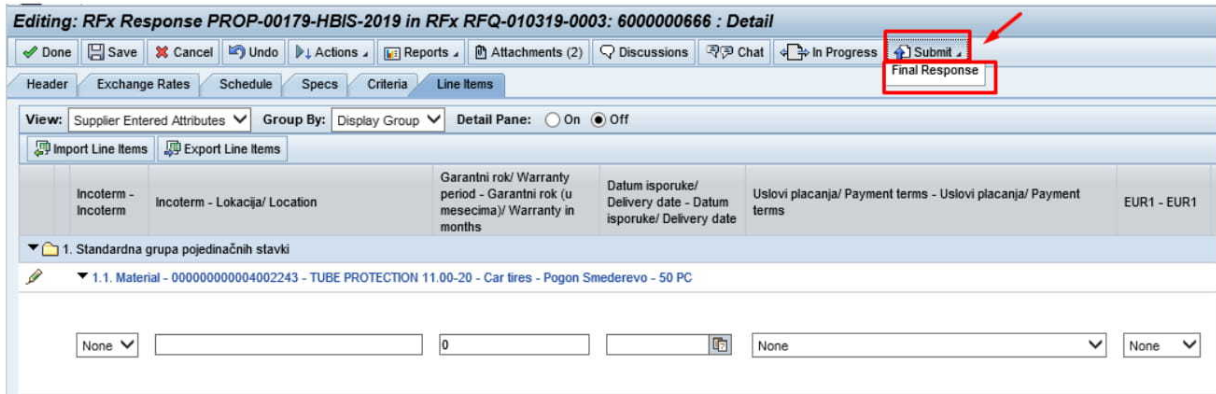 Editing: RFx Response PROP-00179-HBIS-2019 in RFx RFQ-010319-0003: 6000000666 : Detail
Done Save Cancel Undo Actions Reports Attachments (2) Discussions Chat In Progress Submit
Final Response
Header Exchange Rates Schedule Specs Criteria Line Items
View: Supplier Entered Attributes Group By: Display Group Detail Pane: On Off
Import Line Items Export Line Items
Incoterm -
Incoterm
Incoterm - Lokacija/ Location
Garantni rok/ Warranty
period - Garantni rok (u
mesecima)/ Warranty in
months
Datum isporuke/
Delivery date - Datum
isporuke/ Delivery date
Uslovi placanja/ Payment terms - Uslovi placanja/ Payment
terms
EUR1 - EUR1
1. Standardna grupa pojedinačnih stavki
1.1. Material - 000000000004002243 - TUBE PROTECTION 11.00-20 - Car tires - Pogon Smederevo - 50 PC
None 0 None None